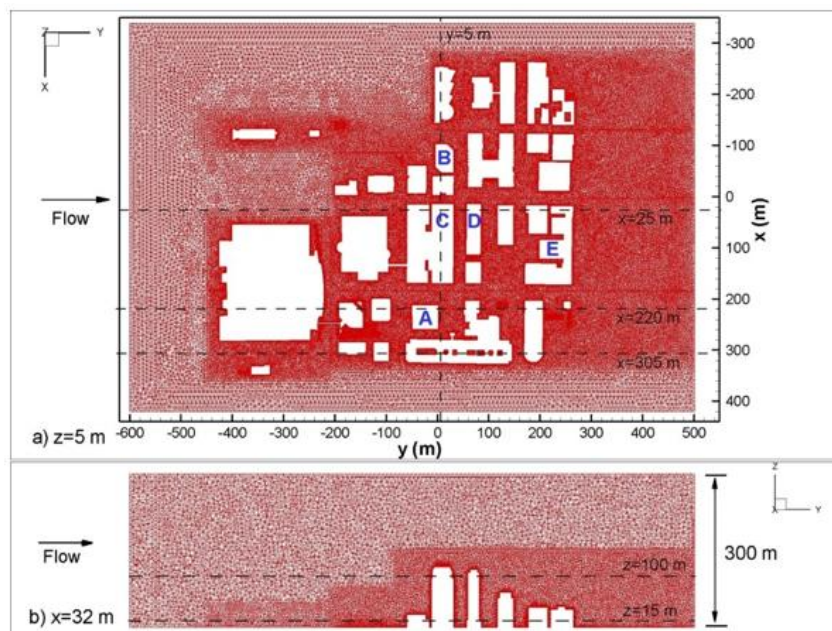 Z Y
X
y=5 m
-300
-200
-100
0
100
200
300
400
x (m)
B
C
D
E
A
Flow
x=25 m
x=220 m
x=305 m
-600 -500 -400 -300 -200 -100 0 100 200 300 400 500
a) z=5 m
y (m)
Z
X Y
Flow
z=100 m
300 m
z=15 m
b) x=32 m